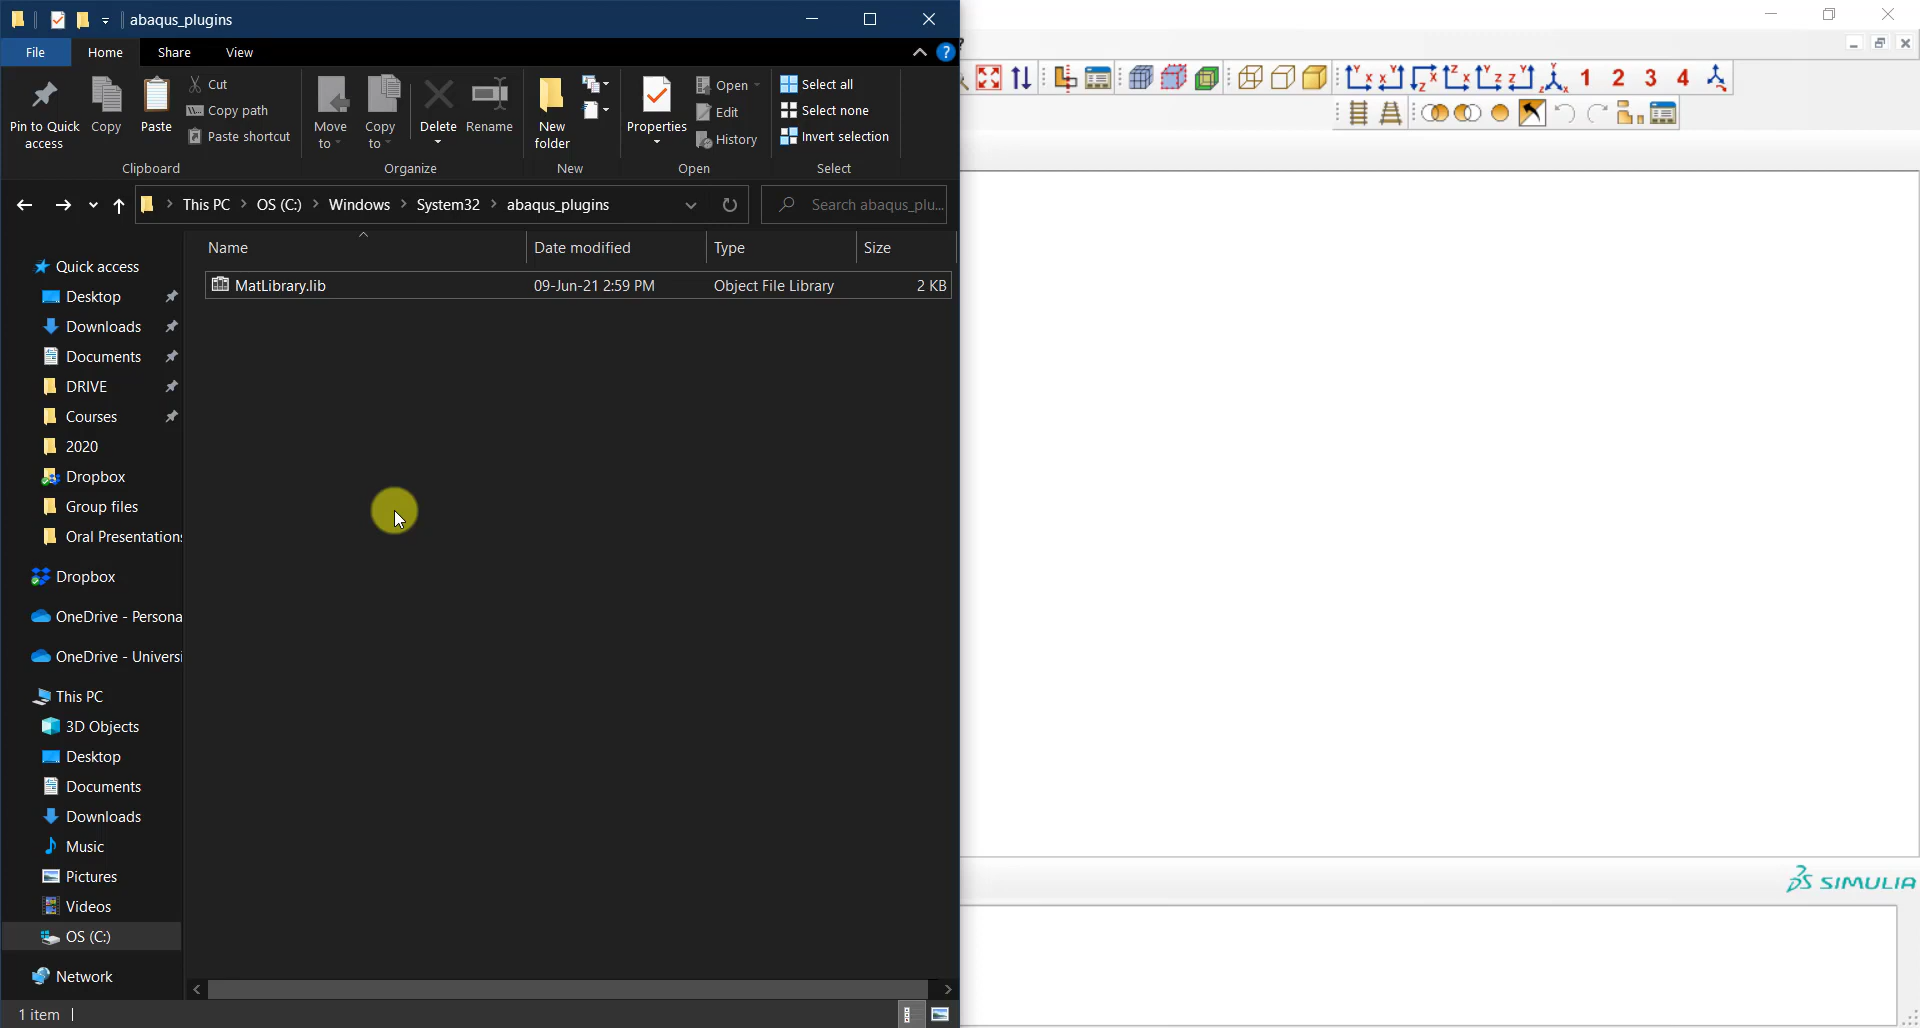 abaqus_plugins
File
Home
Share
View
?
Pin to Quick access
Copy
Paste
Cut
Copy path
Paste shortcut
Clipboard
Move to
Copy to
Delete
Rename
Organize
New folder
New
Properties
Open
Edit
History
Open
Select all
Select none
Invert selection
Select
This PC
OS (C:)
Windows
System32
abaqus_plugins
Search abaqus_plu...
Name
Date modified
Type
Size
MatLibrary.lib
09-Jun-21 2:59 PM
Object File Library
2 KB
Quick access
Desktop
Downloads
Documents
DRIVE
Courses
2020
Dropbox
Group files
Oral Presentations
Dropbox
OneDrive - Persona
OneDrive - Universi
This PC
3D Objects
Desktop
Documents
Downloads
Music
Pictures
Videos
OS (C:)
Network
1 item
1 2 3 4
SIMULIA